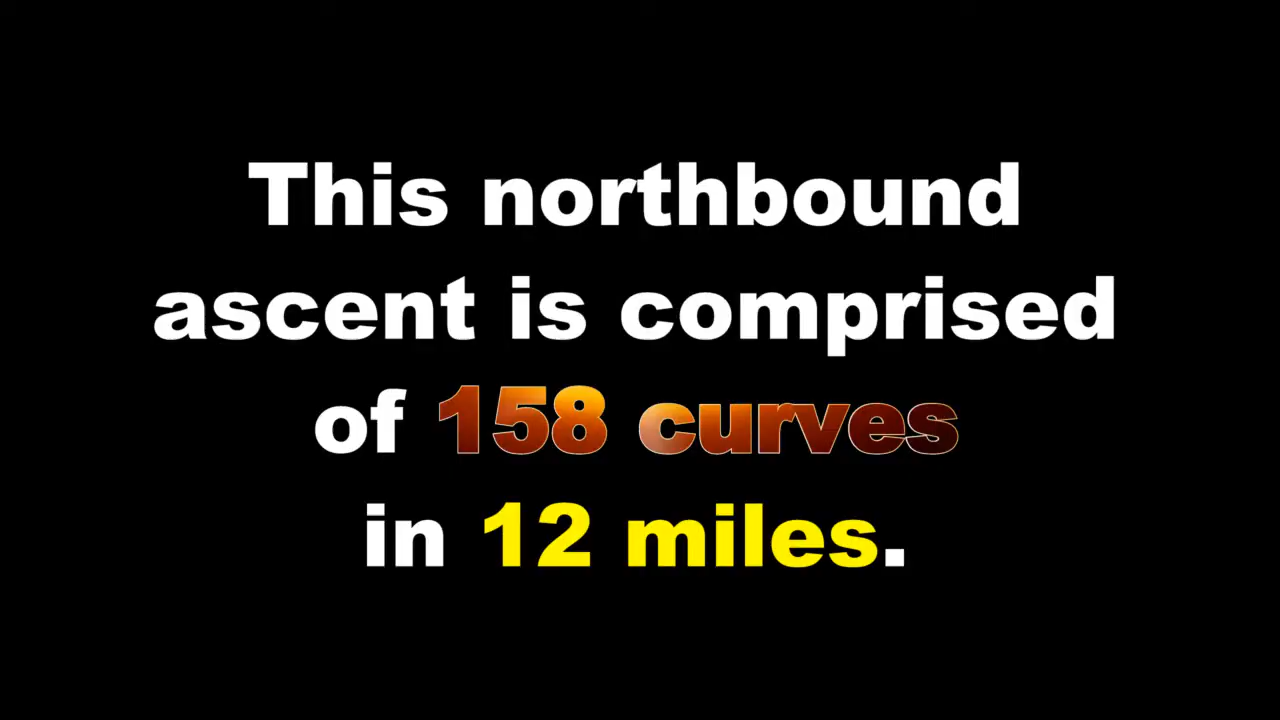 This northbound
ascent is comprised
of 158 curves
in 12 miles.